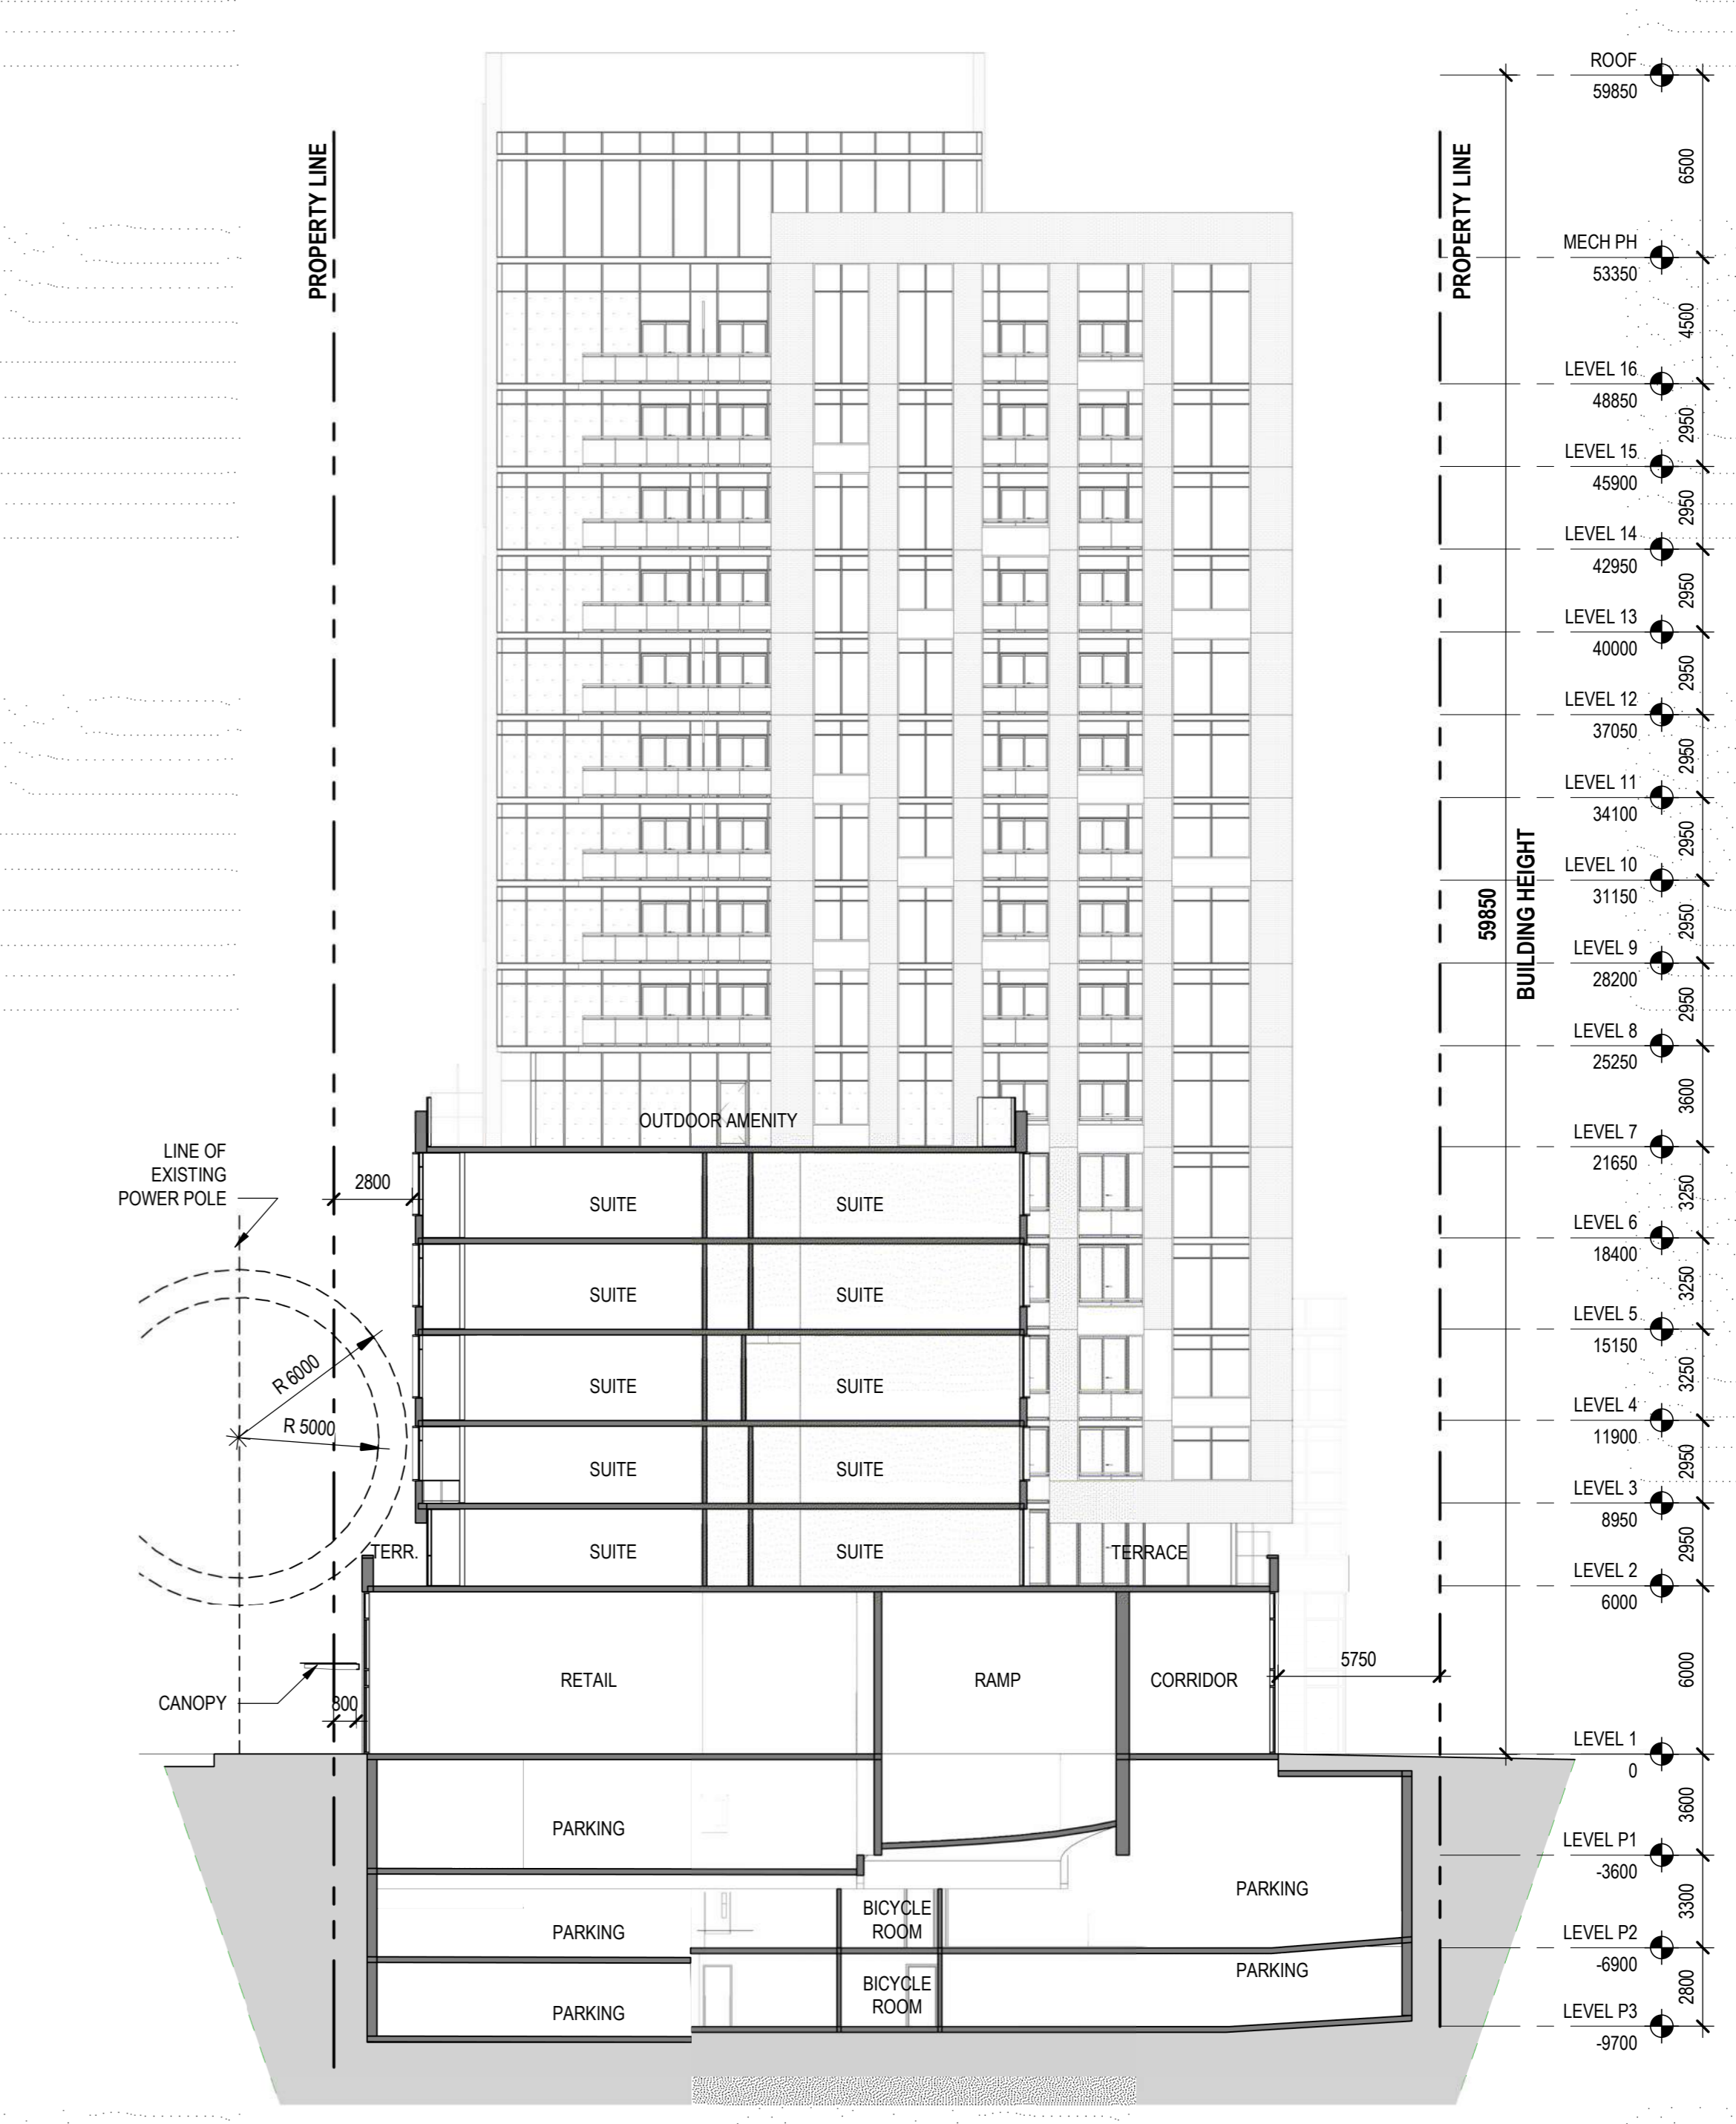 ROOF
59850
6500
PROPERTY LINE
PROPERTY LINE
MECH PH
53350
4500
LEVEL 16
48850
2950
LEVEL 15
45900
2950
LEVEL 14
42950
2950
LEVEL 13
40000
2950
LEVEL 12
37050
2950
LEVEL 11
34100
2950
LEVEL 10
31150
2950
59850
BUILDING HEIGHT
LEVEL 9
28200
2950
LEVEL 8
25250
3600
OUTDOOR AMENITY
LEVEL 7
21650
LINE OF
EXISTING
POWER POLE
2800
SUITE
SUITE
3250
LEVEL 6
18400
SUITE
SUITE
3250
LEVEL 5
15150
R 6000
SUITE
SUITE
3250
LEVEL 4
11900
R 5000
SUITE
SUITE
2950
LEVEL 3
8950
TERR.
SUITE
SUITE
TERRACE
2950
LEVEL 2
6000
CANOPY
800
RETAIL
RAMP
CORRIDOR
5750
6000
LEVEL 1
0
PARKING
3600
LEVEL P1
-3600
PARKING
BICYCLE
ROOM
PARKING
3300
LEVEL P2
-6900
PARKING
BICYCLE
ROOM
PARKING
2800
LEVEL P3
-9700